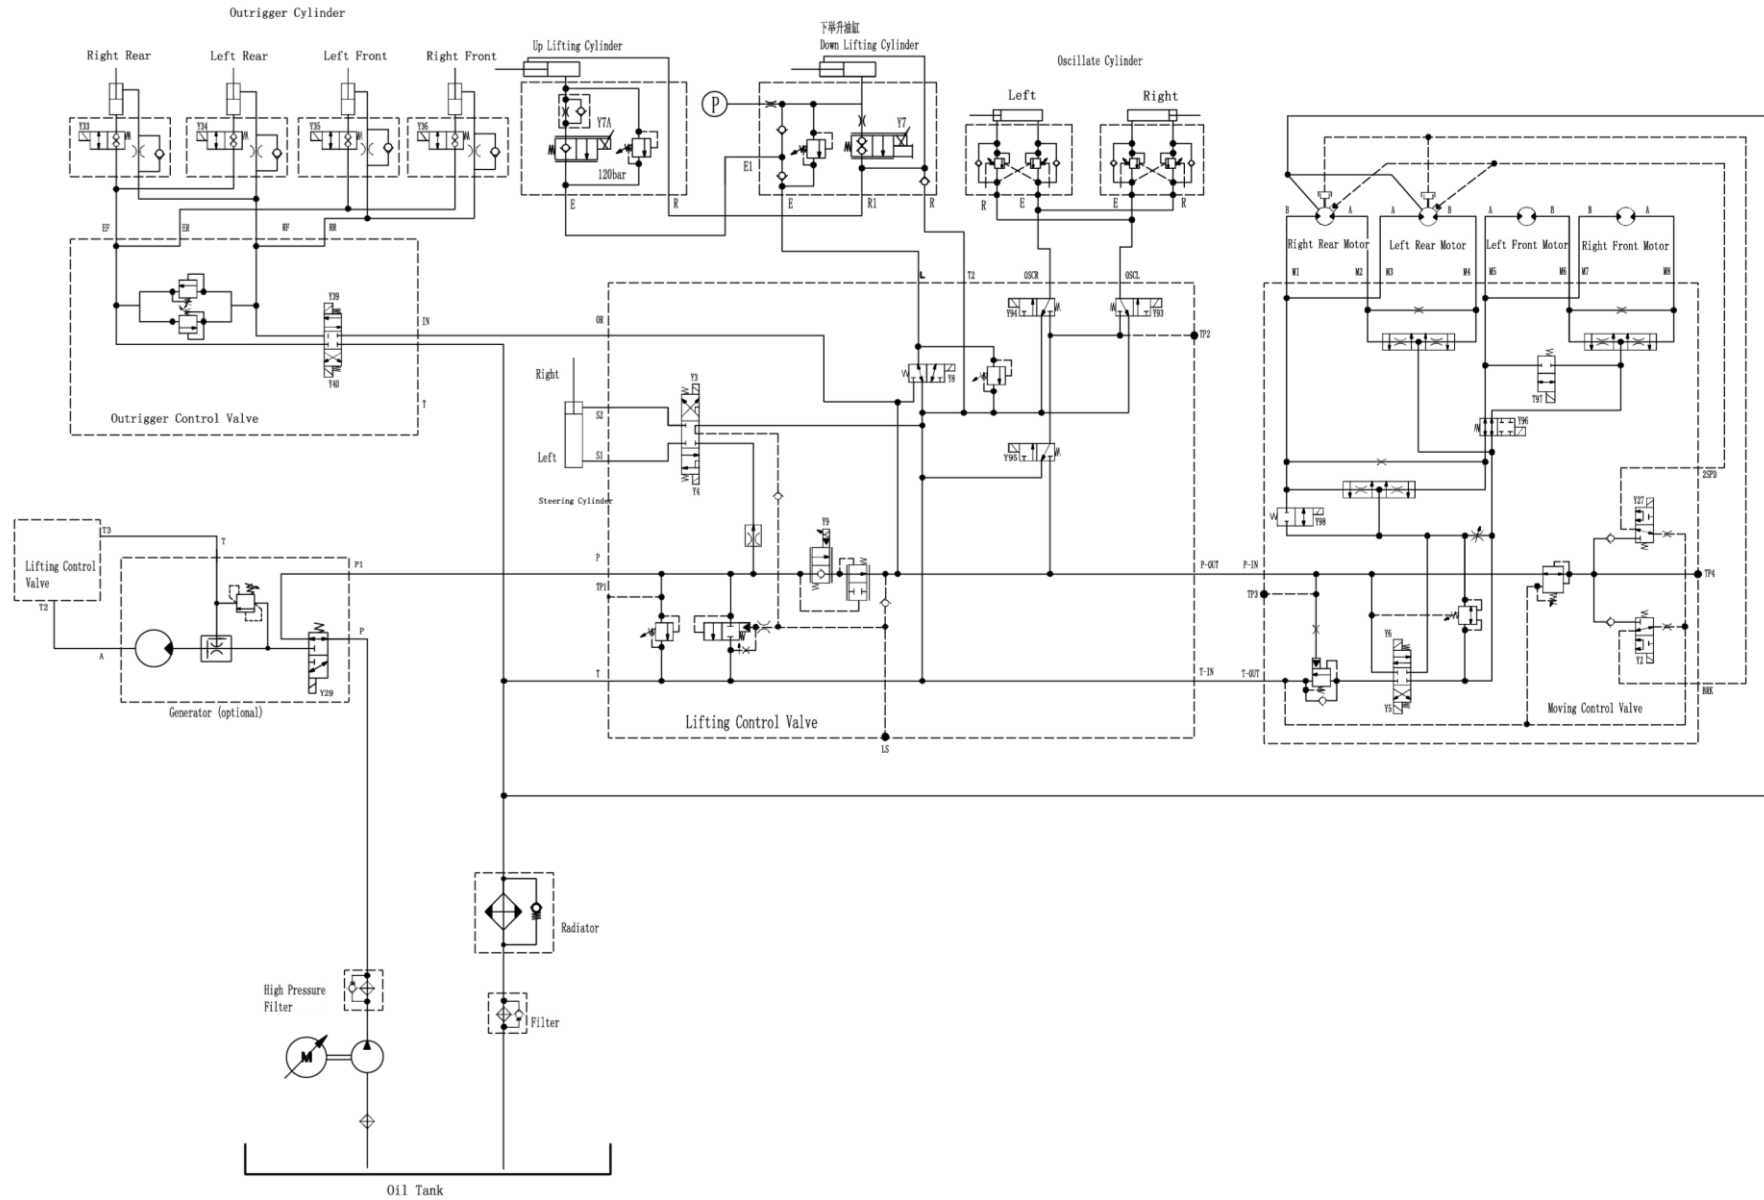 Outrigger Cylinder
Right Rear
Left Rear
Left Front
Right Front
Up Lifting Cylinder
下举升油缸
Down Lifting Cylinder
Oscillate Cylinder
Left
Right
Y33
Y34
Y35
Y36
Y7A
120bar
P
Y7
E1
E
R
E
R1
R
R
E
E
R
EF
ER
RF
RR
B
A
A
B
A
B
B
A
Right Rear Motor
Left Rear Motor
Left Front Motor
Right Front Motor
M1
M2
M3
M4
M5
M6
M7
M8
L
T2
OSCR
OSCL
Y39
Y40
IN
T
OR
Outrigger Control Valve
Y94
Y93
TP2
Y8
Right
Left
S2
S1
Y3
Y4
Steering Cylinder
Y95
T97
Y96
2SPD
Y98
Y27
T3
T
Lifting Control
Valve
T2
A
P1
P
Y29
Generator (optional)
P
TP1
Y9
P-OUT
P-IN
TP3
TP4
T
T-IN
T-OUT
Y6
Y5
Y2
BRK
Lifting Control Valve
LS
Moving Control Valve
Radiator
High Pressure
Filter
Filter
M
Oil Tank